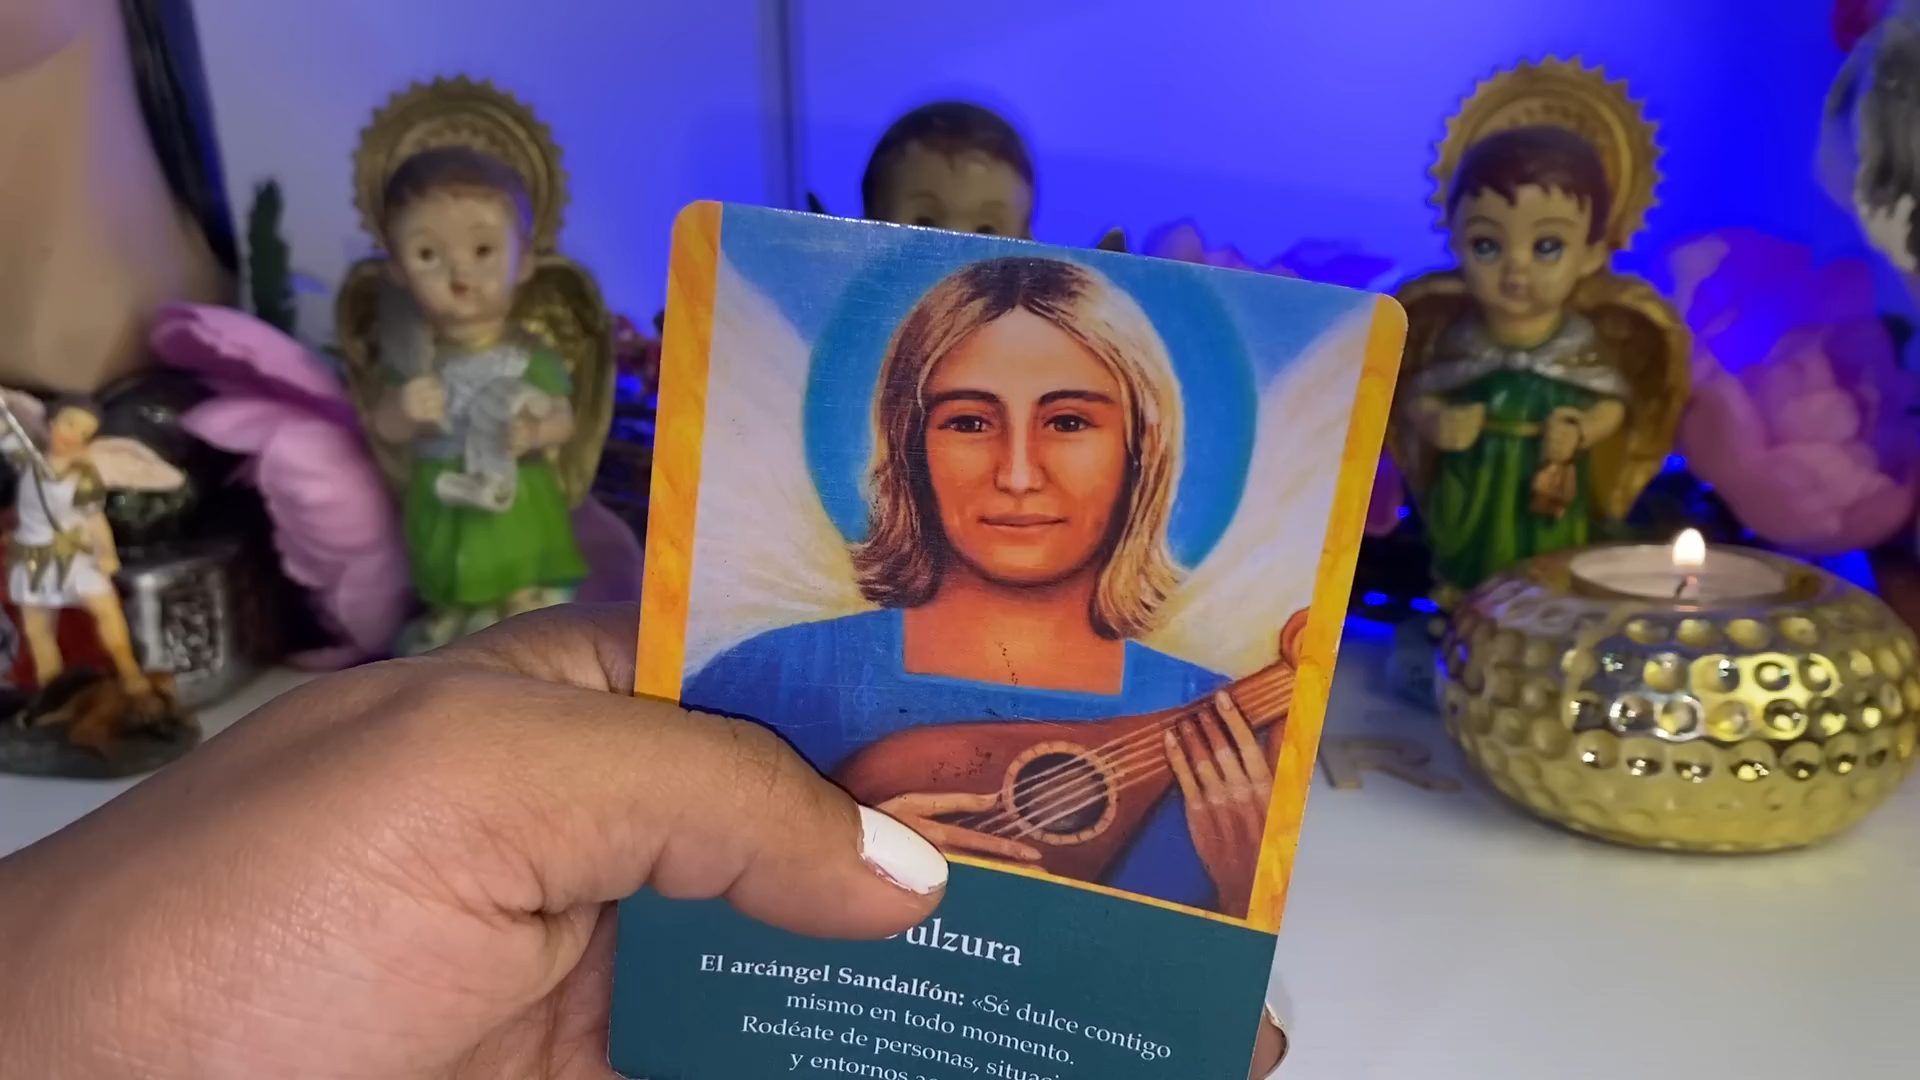 ulzura
El arcángel Sandalfón: «Sé dulce contigo
mismo en todo momento.
Rodéate de personas,
y entornos